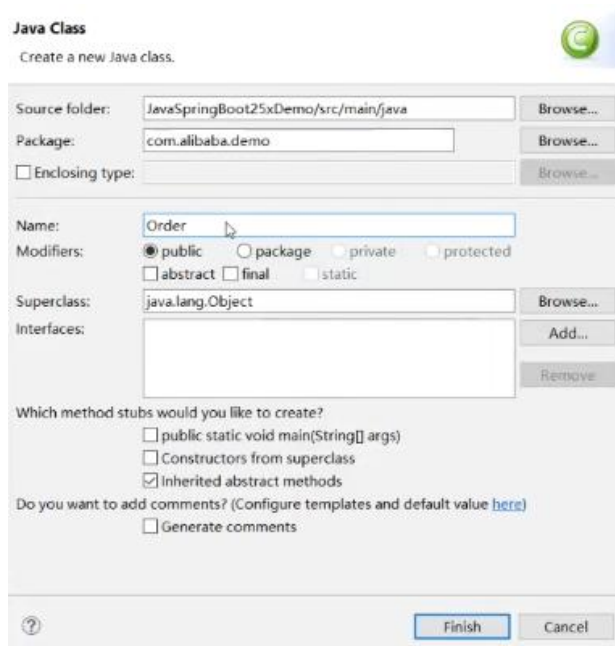 Java Class
Create a new Java class.
Source folder: JavaSpringBoot25xDemo/src/main/java Browse...
Package: com.alibaba.demo Browse...
Enclosing type: Browse...
Name: Order
Modifiers: public package private protected
abstract final static
Superclass: java.lang.Object Browse...
Interfaces: Add...
Remove
Which method stubs would you like to create?
public static void main(String[] args)
Constructors from superclass
Inherited abstract methods
Do you want to add comments? (Configure templates and default value here)
Generate comments
? Finish Cancel